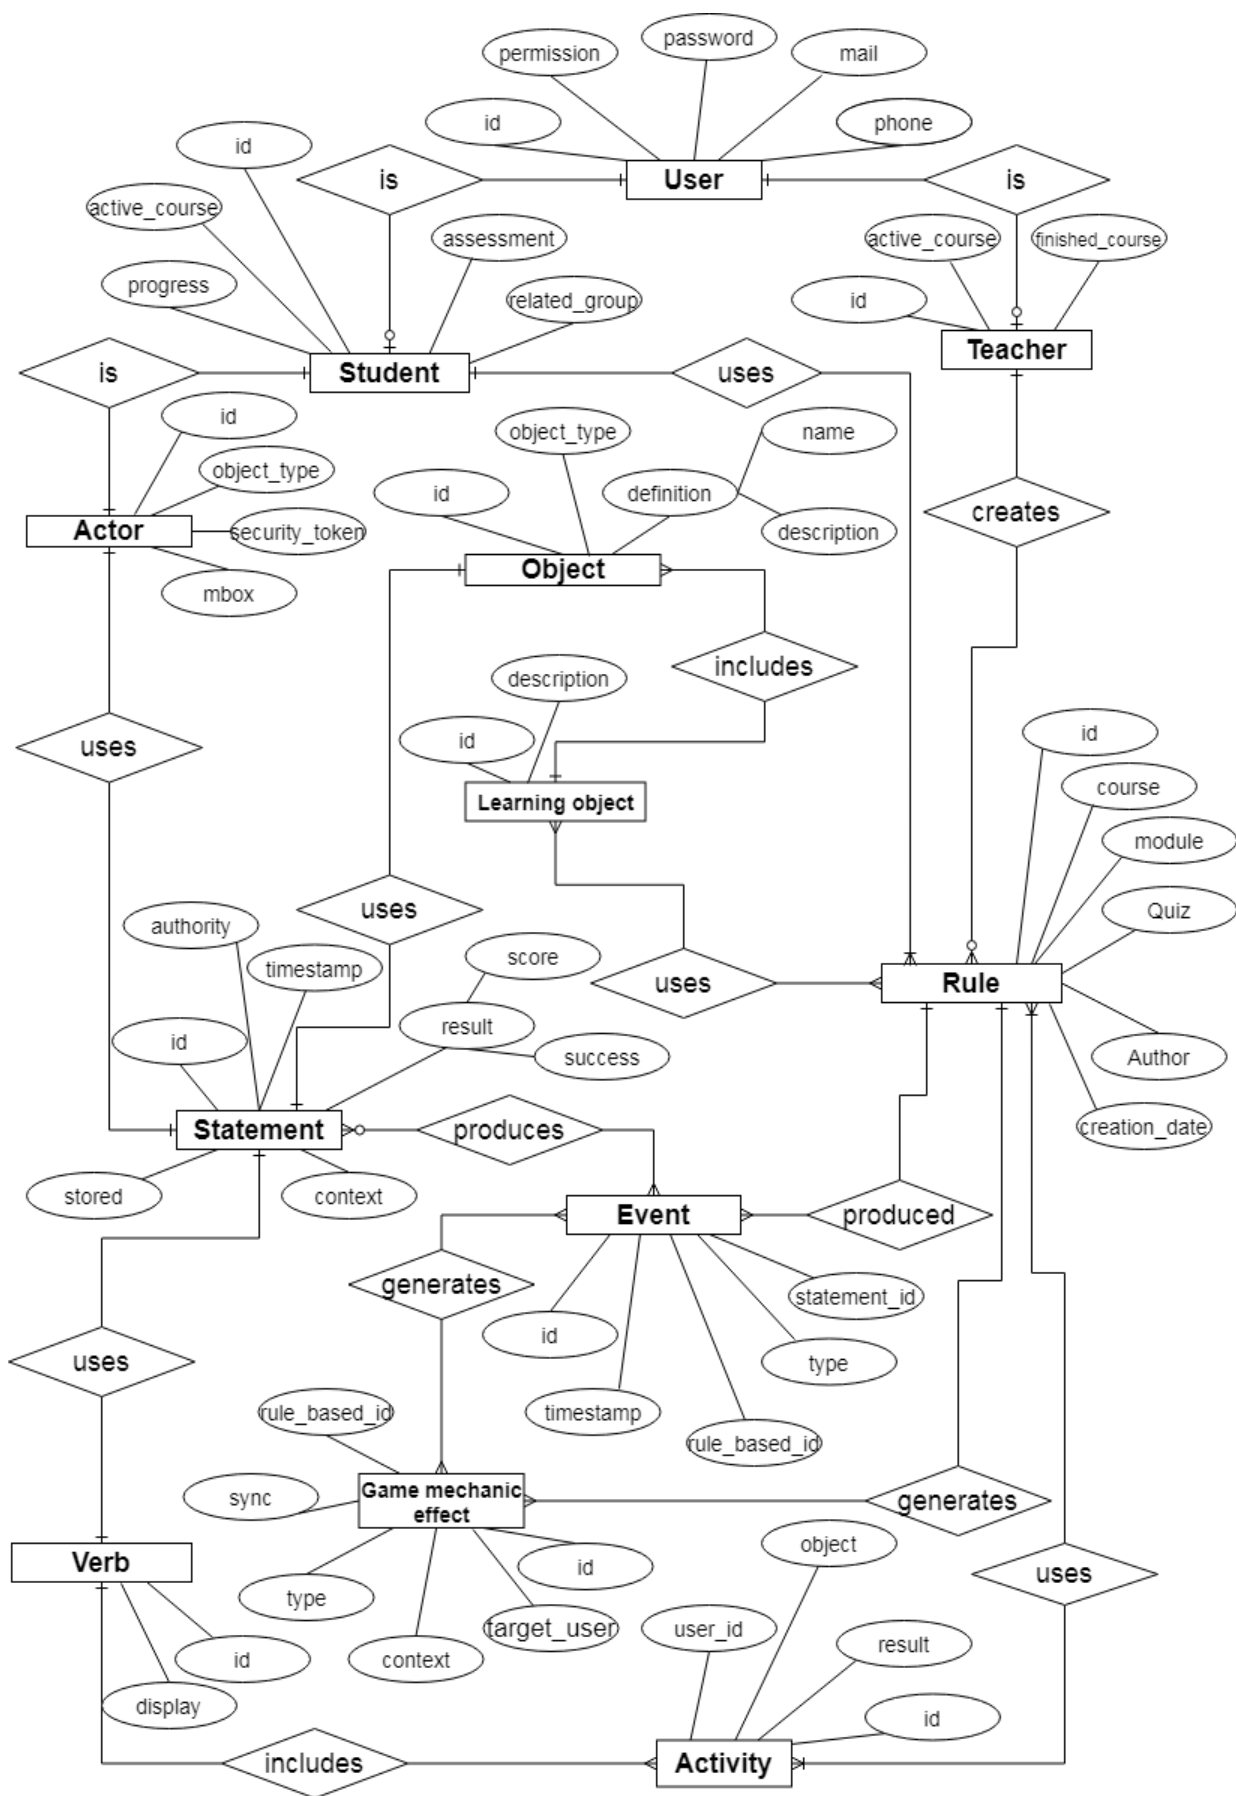 password
permission
mail
id
phone
id
is
User
is
active_course
assessment
active_course
finished_course
progress
related_group
id
Teacher
is
Student
uses
id
object_type
name
object_type
id
definition
creates
Actor
security_token
description
Object
mbox
includes
description
id
id
uses
course
Learning object
module
uses
Quiz
authority
score
timestamp
uses
Rule
result
id
success
Author
Statement
produces
creation_date
stored
context
Event
produced
generates
statement_id
id
uses
type
rule_based_id
timestamp
rule_based_id
sync
Game mechanic
effect
generates
object
Verb
id
uses
type
target_user
user_id
result
id
context
display
id
includes
Activity